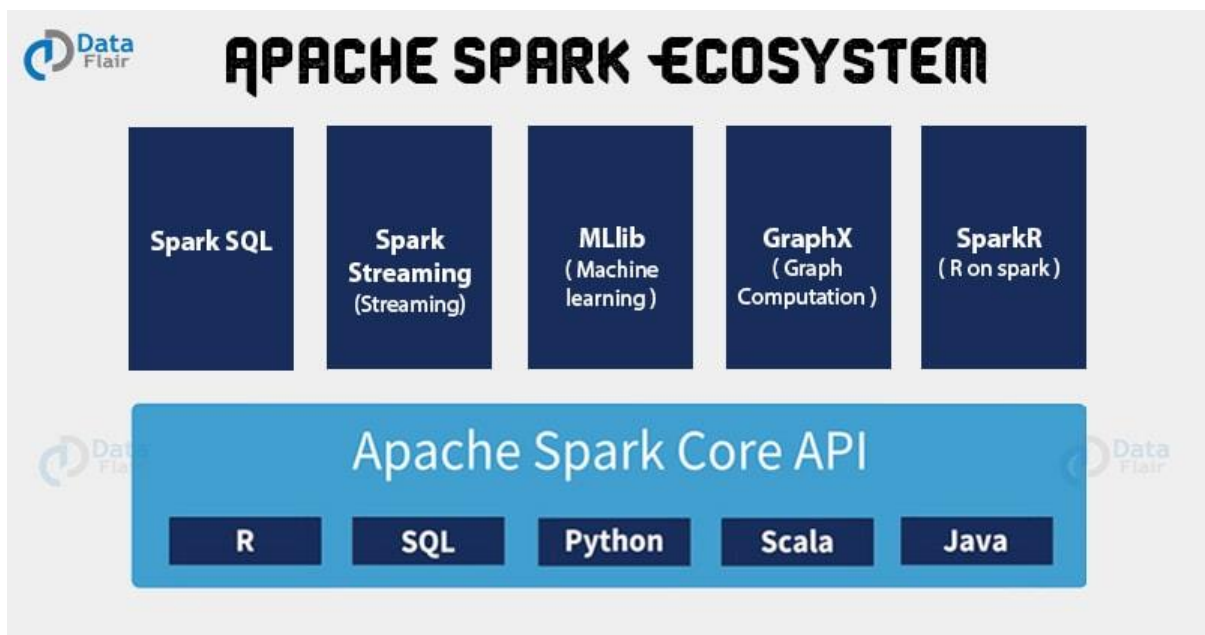 Data
Flair
APACHE SPARK ECOSYSTEM
Spark SQL
Spark
Streaming
(Streaming)
MLlib
( Machine
learning )
GraphX
( Graph
Computation )
SparkR
( R on spark )
Apache Spark Core API
Data
Flair
Data
Flair
R
SQL
Python
Scala
Java